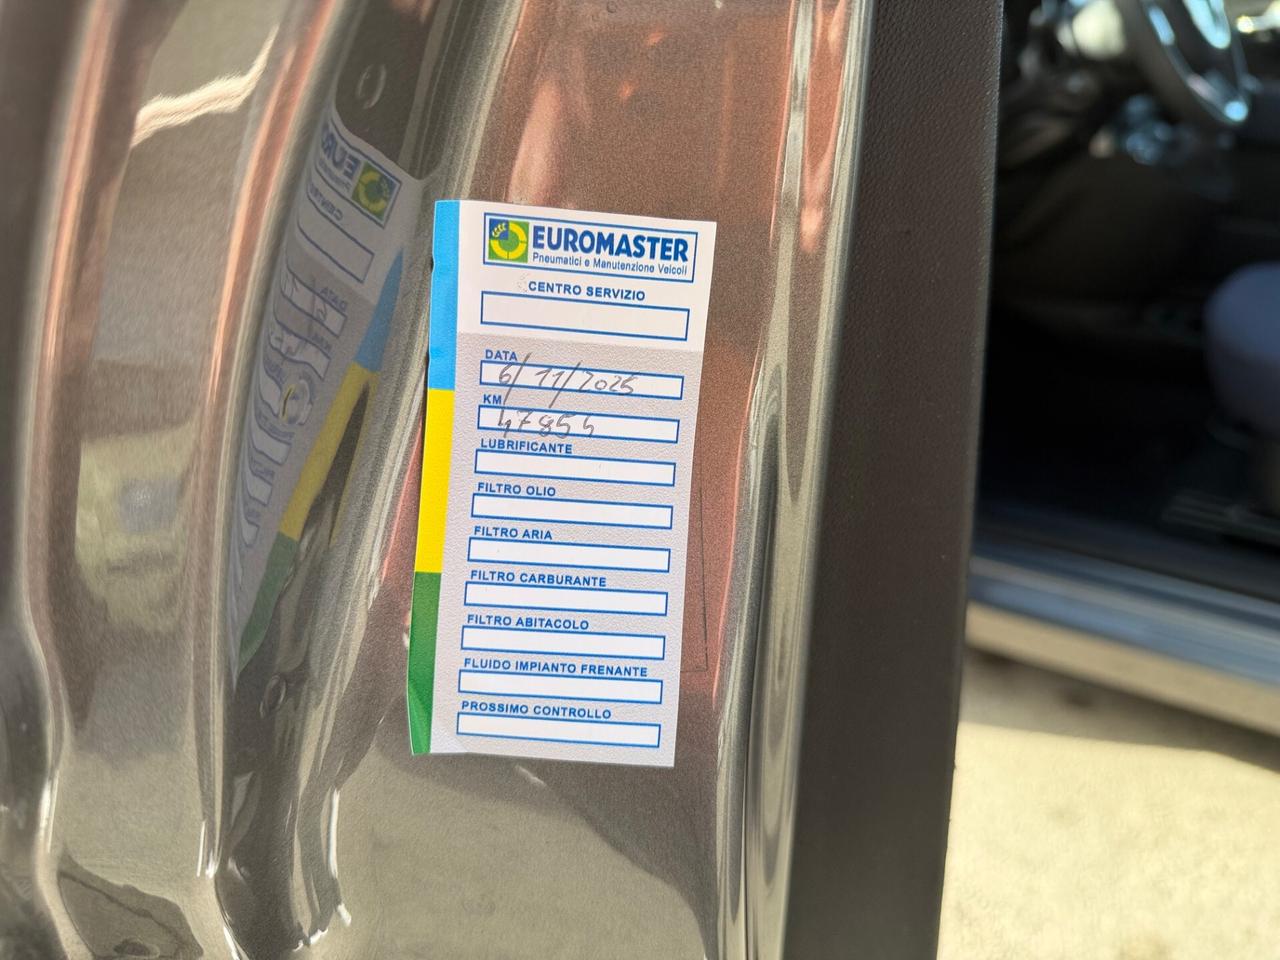 EUROMASTER
Pneumatici e Manutenzione Veicoli
CENTRO SERVIZIO
DATA
6/11/2025
KM
47854
LUBRIFICANTE
FILTRO OLIO
FILTRO ARIA
FILTRO CARBURANTE
FILTRO ABITACOLO
FLUIDO IMPIANTO FRENANTE
PROSSIMO CONTROLLO